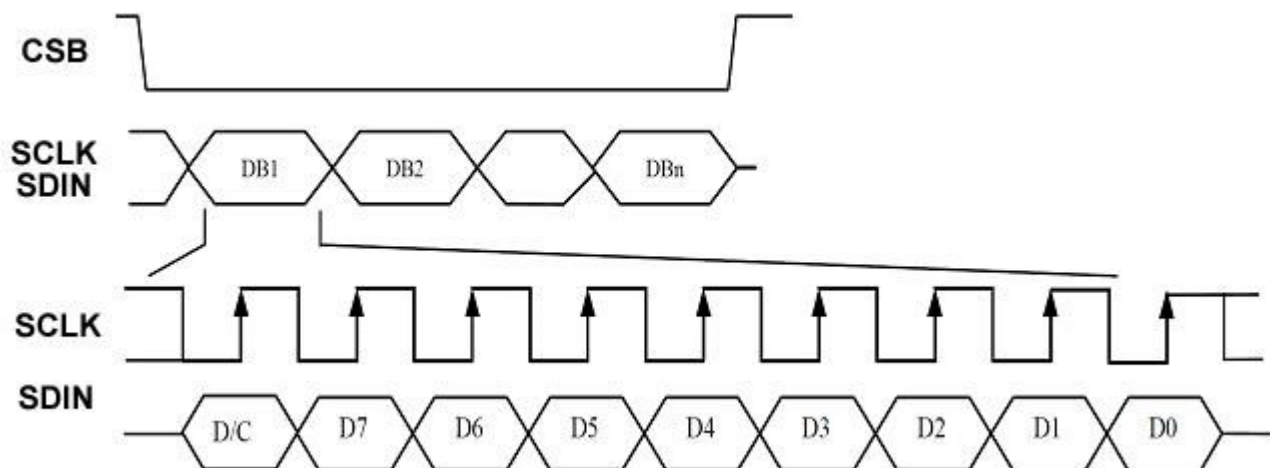 CSB
SCLK
SDIN
DB1 DB2 DBn
SCLK
SDIN
D/C D7 D6 D5 D4 D3 D2 D1 D0